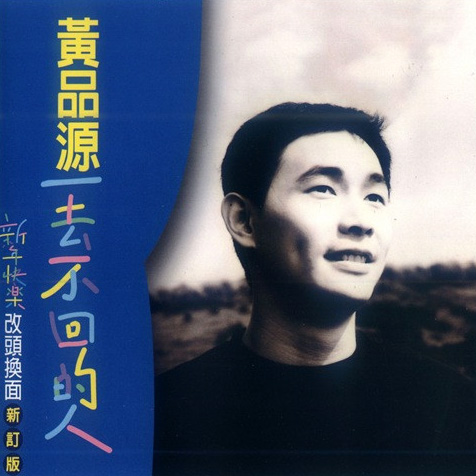 黃品源
一去不回的人
新年快樂
改頭換面
新訂版